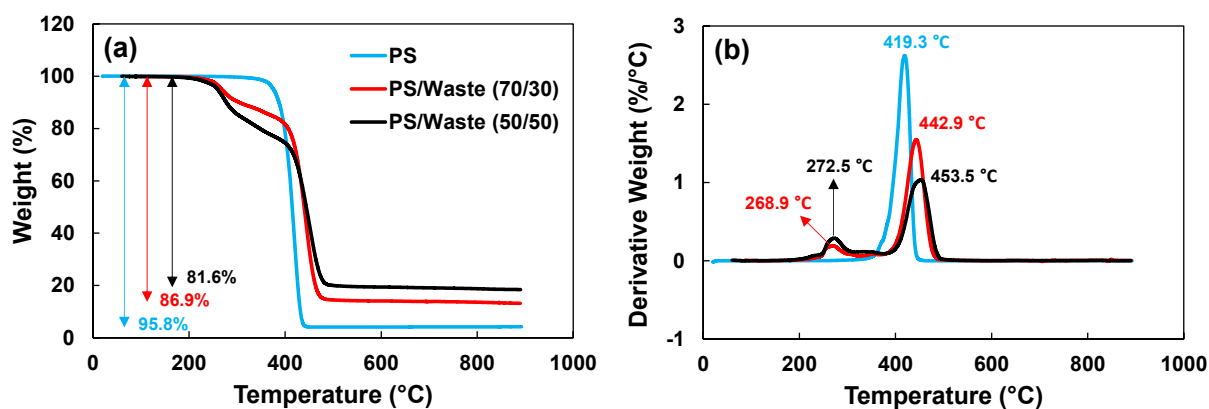 (a)
120
100
80
60
40
20
0
Weight (%)
PS
PS/Waste (70/30)
PS/Waste (50/50)
81.6%
86.9%
95.8%
0 200 400 600 800 1000
Temperature (°C)
(b)
3
2
1
0
-1
Derivative Weight (%/°C)
419.3 °C
442.9 °C
272.5 °C
453.5 °C
268.9 °C
0 200 400 600 800 1000
Temperature (°C)